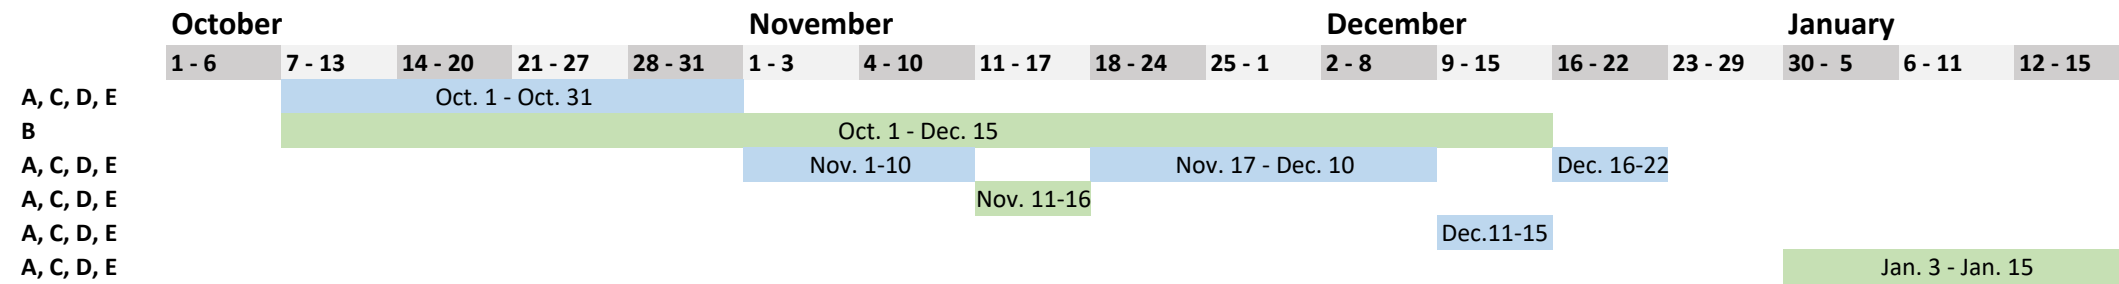 October November December January
1 - 6 7 - 13 14 - 20 21 - 27 28 - 31 1 - 3 4 - 10 11 - 17 18 - 24 25 - 1 2 - 8 9 - 15 16 - 22 23 - 29 30 - 5 6 - 11 12 - 15
A, C, D, E Oct. 1 - Oct. 31
B Oct. 1 - Dec. 15
A, C, D, E Nov. 1-10 Nov. 17 - Dec. 10 Dec. 16-22
A, C, D, E Nov. 11-16
A, C, D, E Dec.11-15
A, C, D, E Jan. 3 - Jan. 15